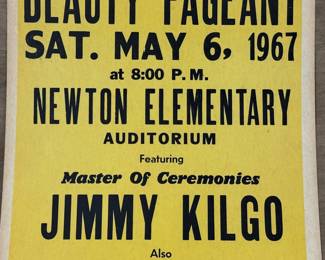 BEAUTY PAGEANT
SAT. MAY 6, 1967
at 8:00 P.M.
NEWTON ELEMENTARY
AUDITORIUM
Featuring
Master Of Ceremonies
JIMMY KILGO
Also